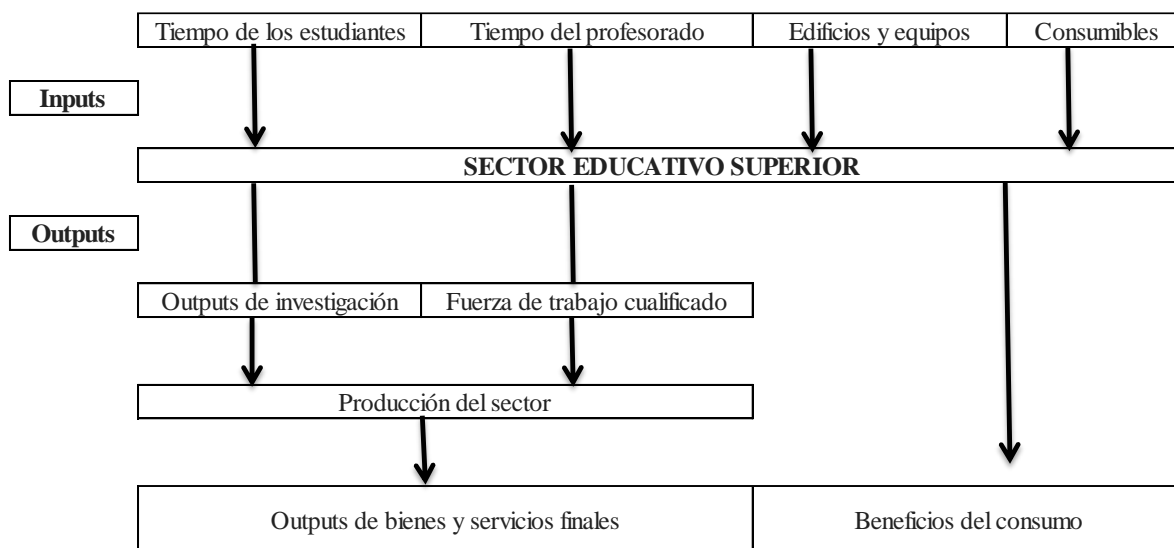 Tiempo de los estudiantes
Tiempo del profesorado
Edificios y equipos
Consumibles
Inputs
SECTOR EDUCATIVO SUPERIOR
Outputs
Outputs de investigación
Fuerza de trabajo cualificado
Producción del sector
Outputs de bienes y servicios finales
Beneficios del consumo